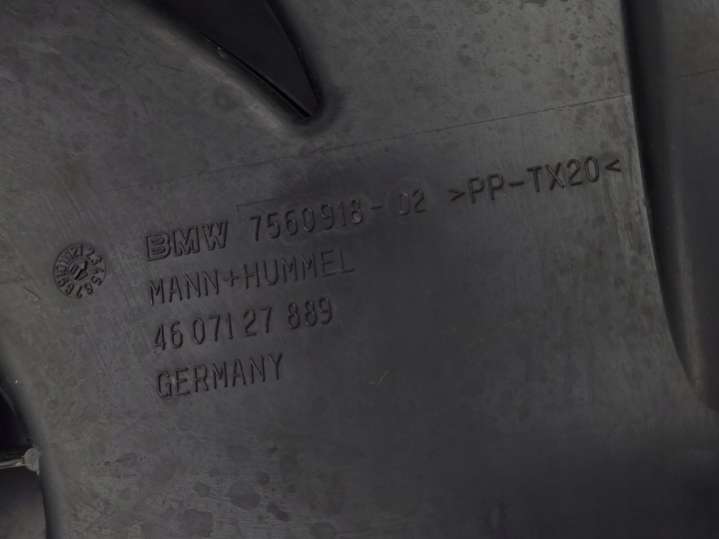 BMW 7560918-02 >PP-TX20<
MANN+HUMMEL
46 071 27 889
GERMANY